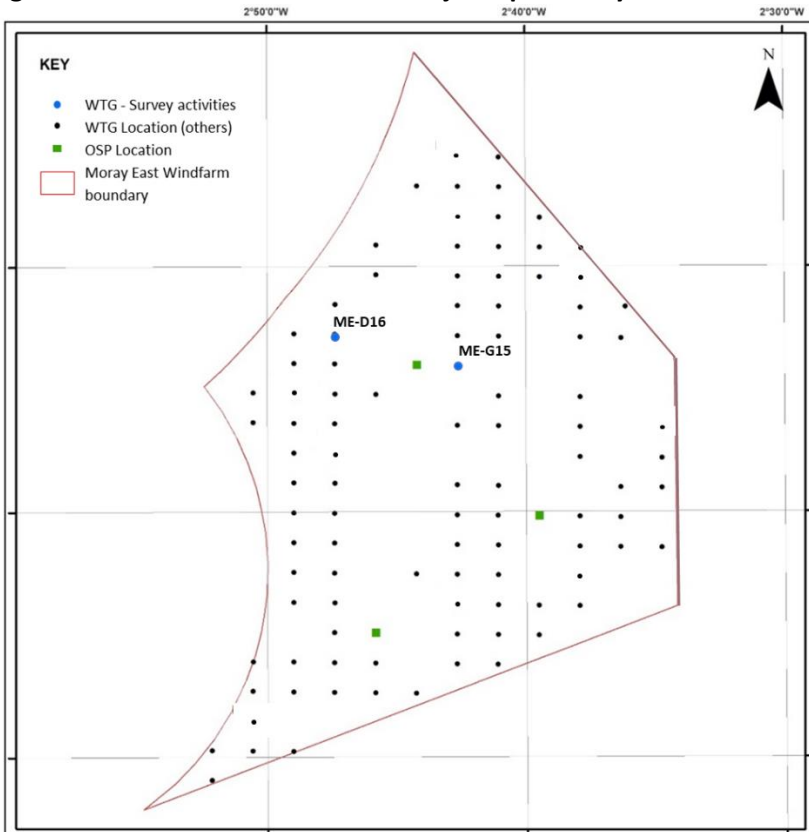 2°50'0"W
2°40'0"W
2°30'0"W
KEY
WTG - Survey activities
WTG Location (others)
OSP Location
Moray East Windfarm
boundary
N
ME-D16
ME-G15